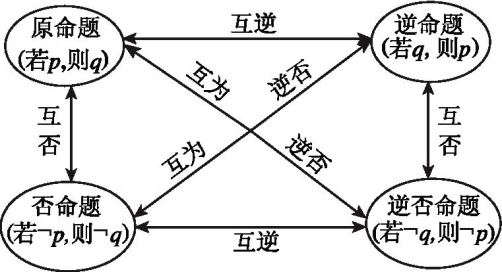 原命题
(若p,则q)
互逆
逆命题
(若q, 则p)
互为
逆否
互否
互否
互为
逆否
否命题
(若¬p,则¬q)
互逆
逆否命题
(若¬q,则¬p)